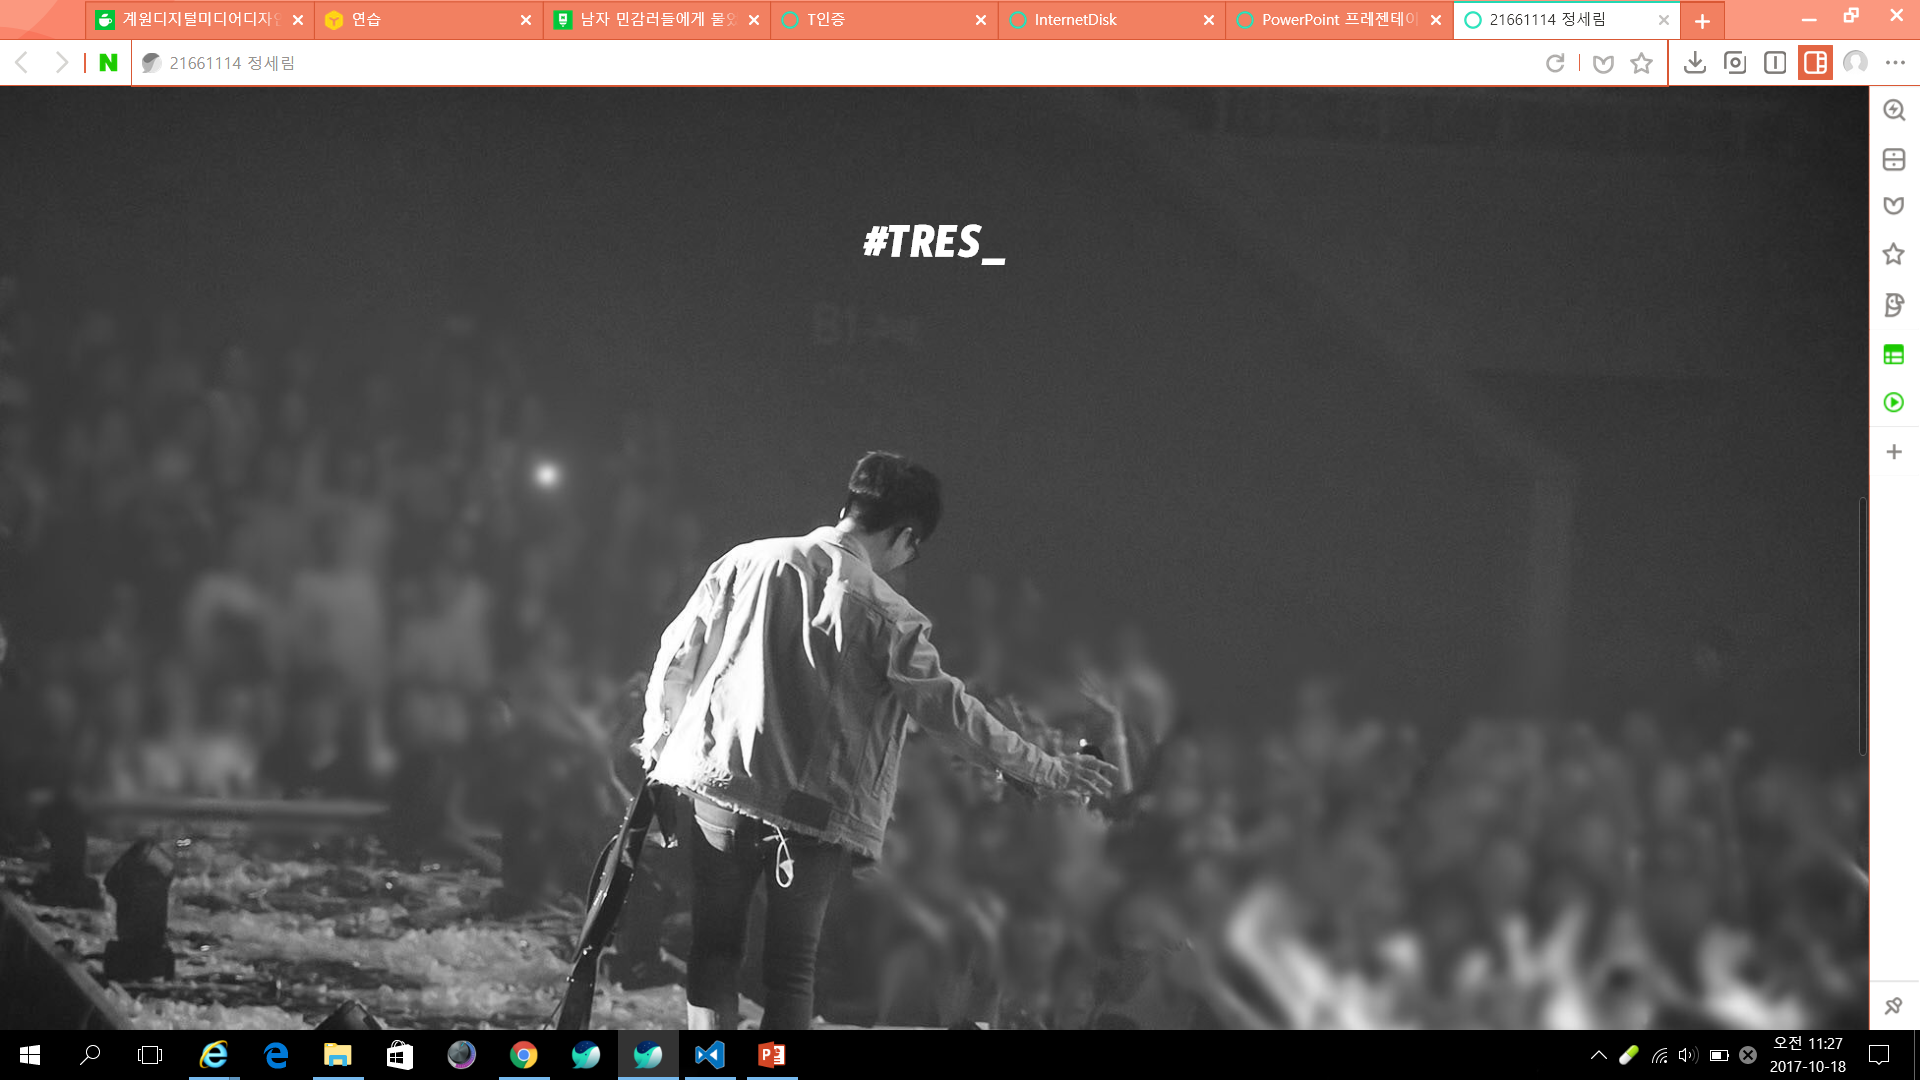 계원디지털미디어디자인
연습
남자 민감러들에게 물었
T인증
InternetDisk
PowerPoint 프레젠테이
21661114 정세림
21661114 정세림
#TRES_
오전 11:27
2017-10-18